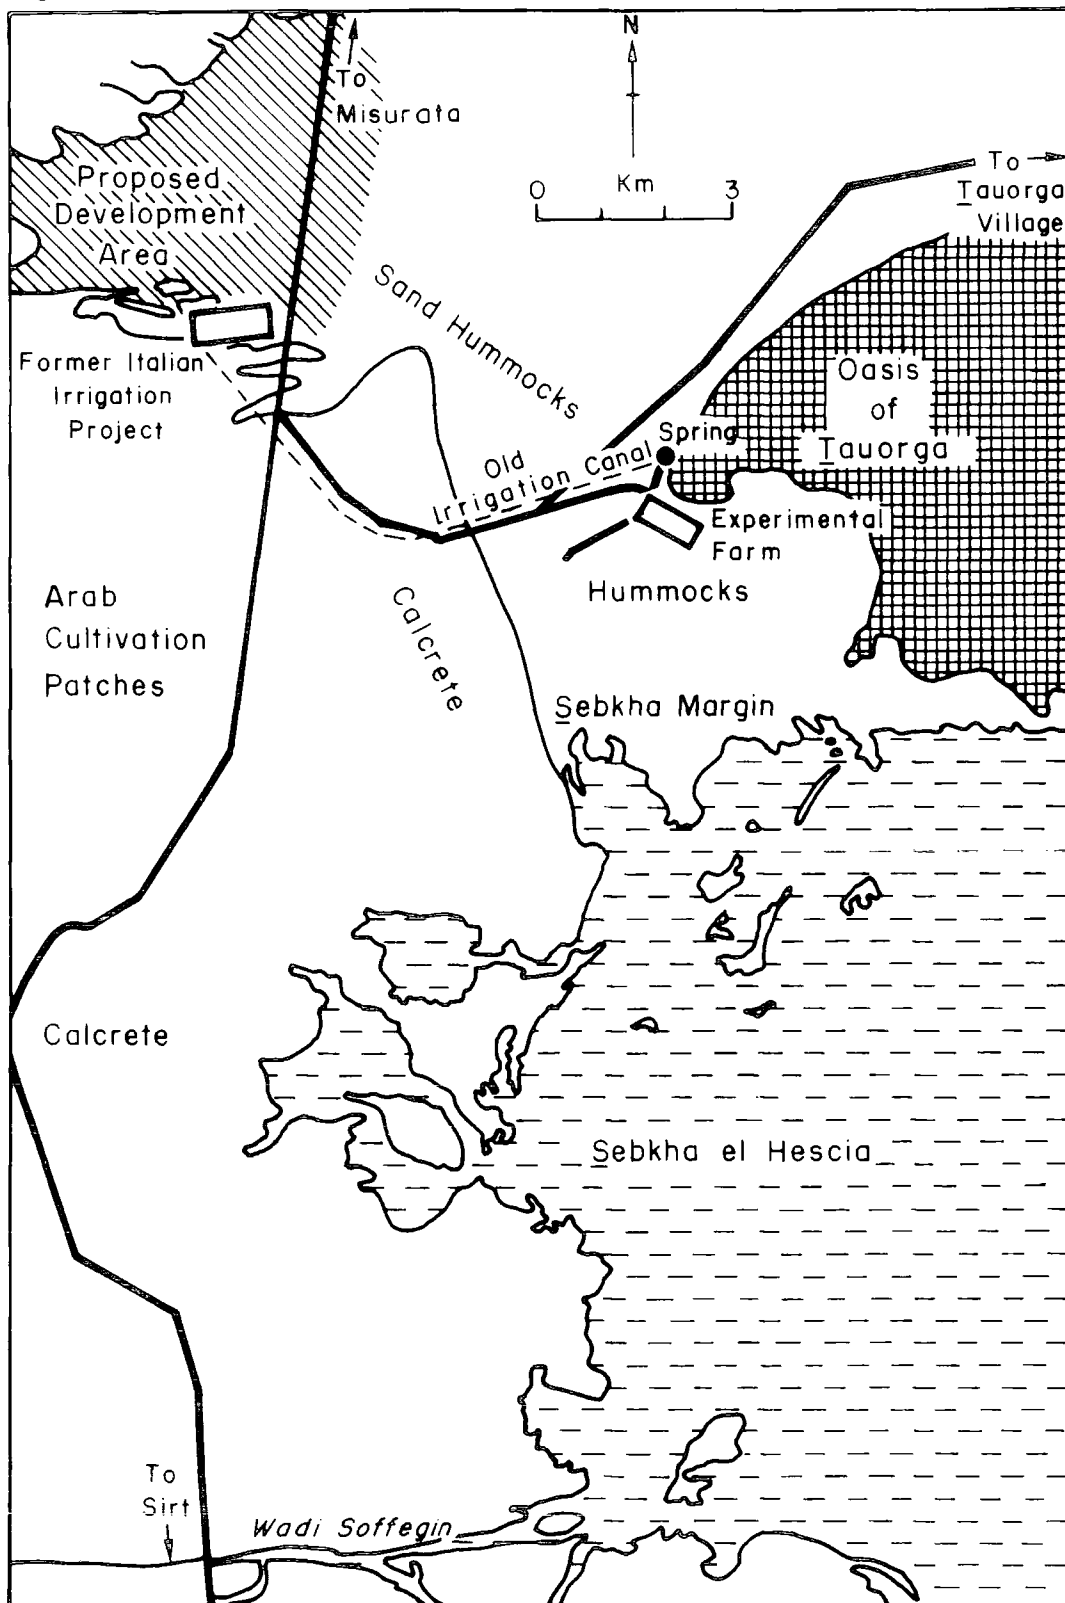 N
To
Misurata
Km
0 3
To
Tauorga
Village
Proposed
Development
Area
Sand Hummocks
Former Italian
Irrigation
Project
Oasis
of
Tauorga
Spring
Old
Irrigation Canal
Experimental
Farm
Hummocks
Arab
Cultivation
Patches
Calcrete
Sebkha Margin
Calcrete
Sebkha el Hescia
To
Sirt
Wadi Soffegin